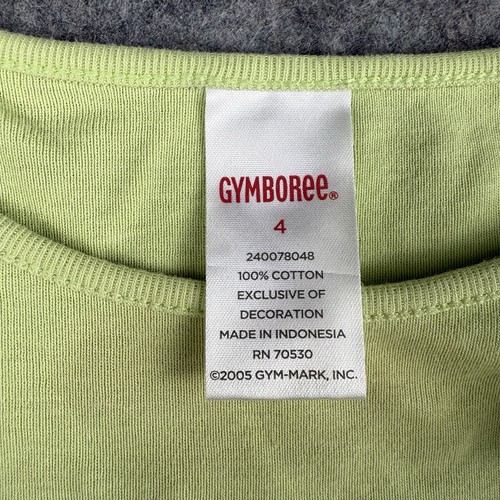 GYMBOREE®
4
240078048
100% COTTON
EXCLUSIVE OF
DECORATION
MADE IN INDONESIA
RN 70530
©2005 GYM-MARK, INC.